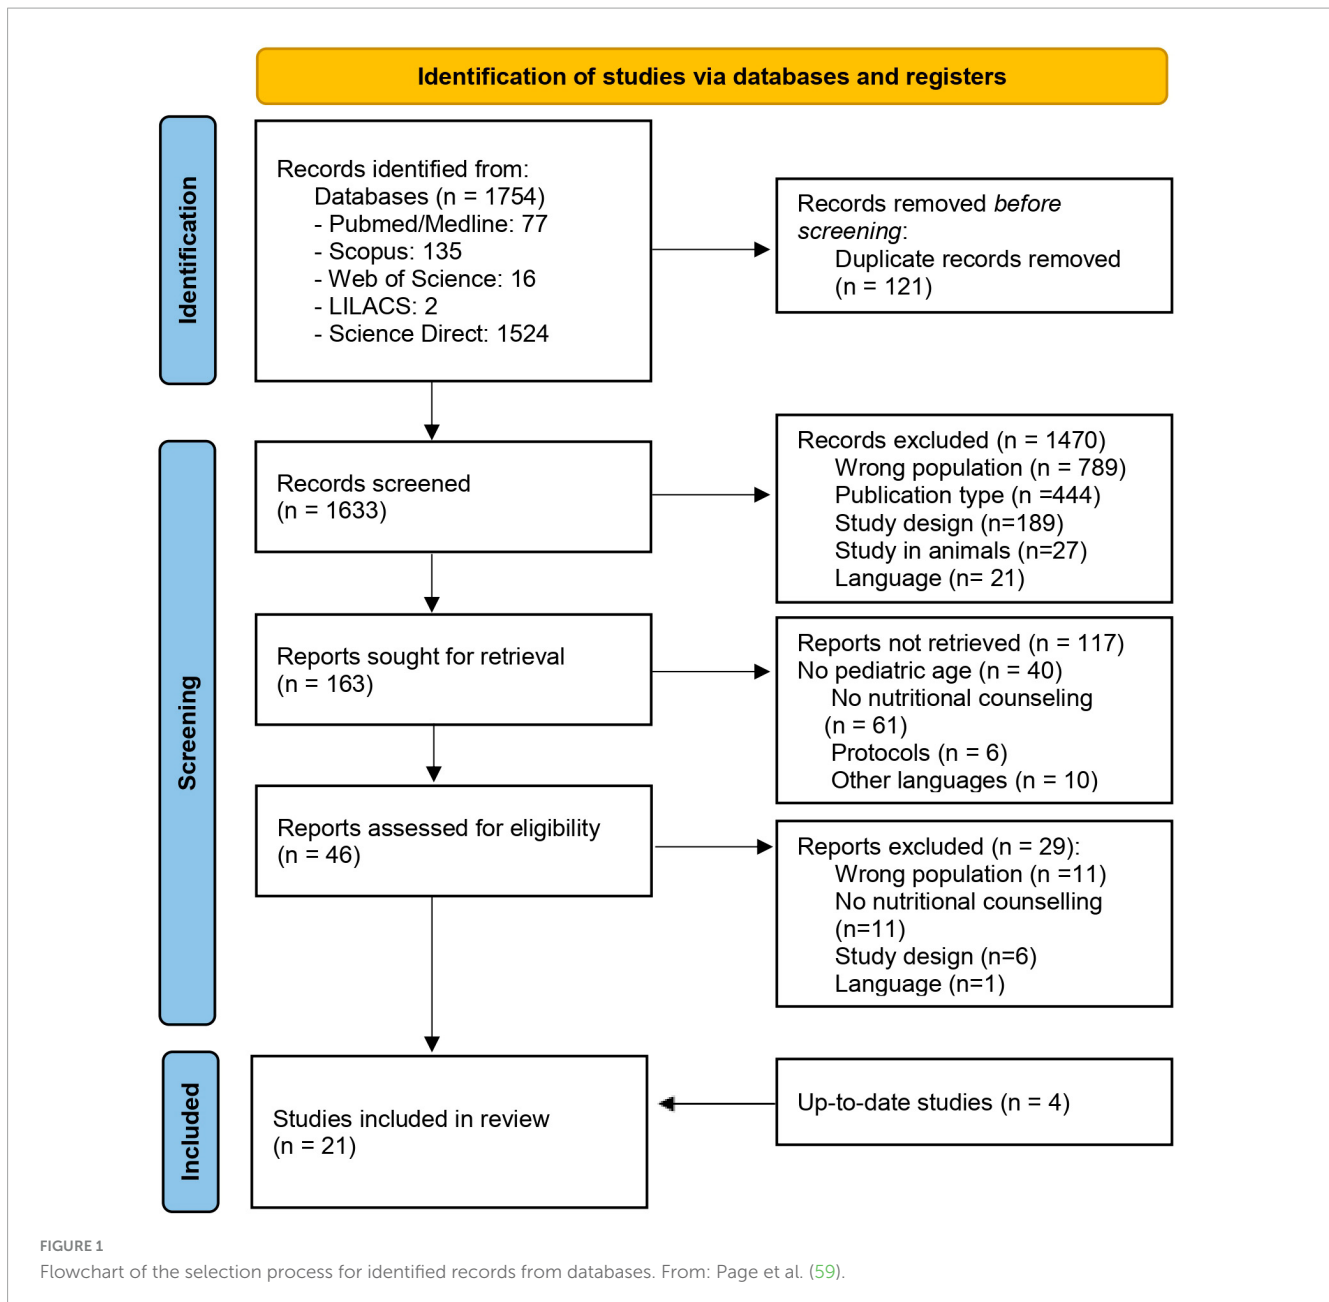 Identification of studies via databases and registers
Identification
Records identified from:
Databases (n = 1754)
- Pubmed/Medline: 77
- Scopus: 135
- Web of Science: 16
- LILACS: 2
- Science Direct: 1524
Records removed before
screening:
Duplicate records removed
(n = 121)
Screening
Records screened
(n = 1633)
Records excluded (n = 1470)
Wrong population (n = 789)
Publication type (n =444)
Study design (n=189)
Study in animals (n=27)
Language (n= 21)
Reports sought for retrieval
(n = 163)
Reports not retrieved (n = 117)
No pediatric age (n = 40)
No nutritional counseling
(n = 61)
Protocols (n = 6)
Other languages (n = 10)
Reports assessed for eligibility
(n = 46)
Reports excluded (n = 29):
Wrong population (n =11)
No nutritional counselling
(n=11)
Study design (n=6)
Language (n=1)
Included
Studies included in review
(n = 21)
Up-to-date studies (n = 4)
FIGURE 1
Flowchart of the selection process for identified records from databases. From: Page et al. (59).